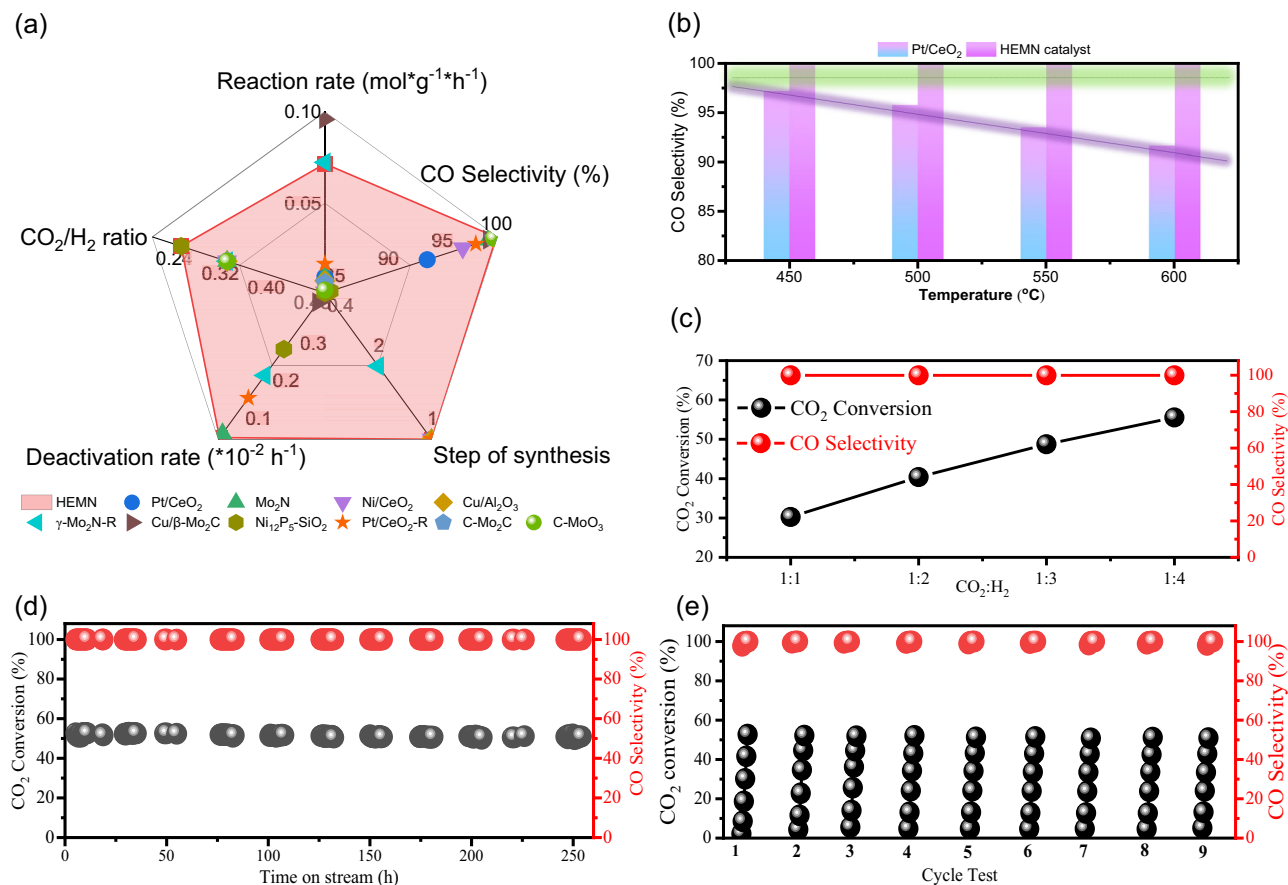 (a)
Reaction rate (mol*g⁻¹*h⁻¹)
0.10
CO Selectivity (%)
0.05
100
95
90
85
CO₂/H₂ ratio
0.24
0.32
0.40
0.4
0.3
2
0.2
0.1
1
Deactivation rate (*10⁻² h⁻¹)
Step of synthesis
HEMN Pt/CeO₂ Mo₂N Ni/CeO₂ Cu/Al₂O₃
γ-Mo₂N-R Cu/β-Mo₂C Ni₁₂P₅-SiO₂ Pt/CeO₂-R C-Mo₂C C-MoO₃
(b)
Pt/CeO₂ HEMN catalyst
100
95
90
85
80
CO Selectivity (%)
450 500 550 600
Temperature (°C)
(c)
70
60
50
40
30
20
CO₂ Conversion (%)
CO₂ Conversion
CO Selectivity
100
80
60
40
20
0
CO Selectivity (%)
1:1 1:2 1:3 1:4
CO₂:H₂
(d)
100
80
60
40
20
0
CO₂ Conversion (%)
100
80
60
40
20
0
CO Selectivity (%)
0 50 100 150 200 250
Time on stream (h)
(e)
100
80
60
40
20
0
CO₂ conversion (%)
100
80
60
40
20
0
CO Selectivity (%)
1 2 3 4 5 6 7 8 9
Cycle Test